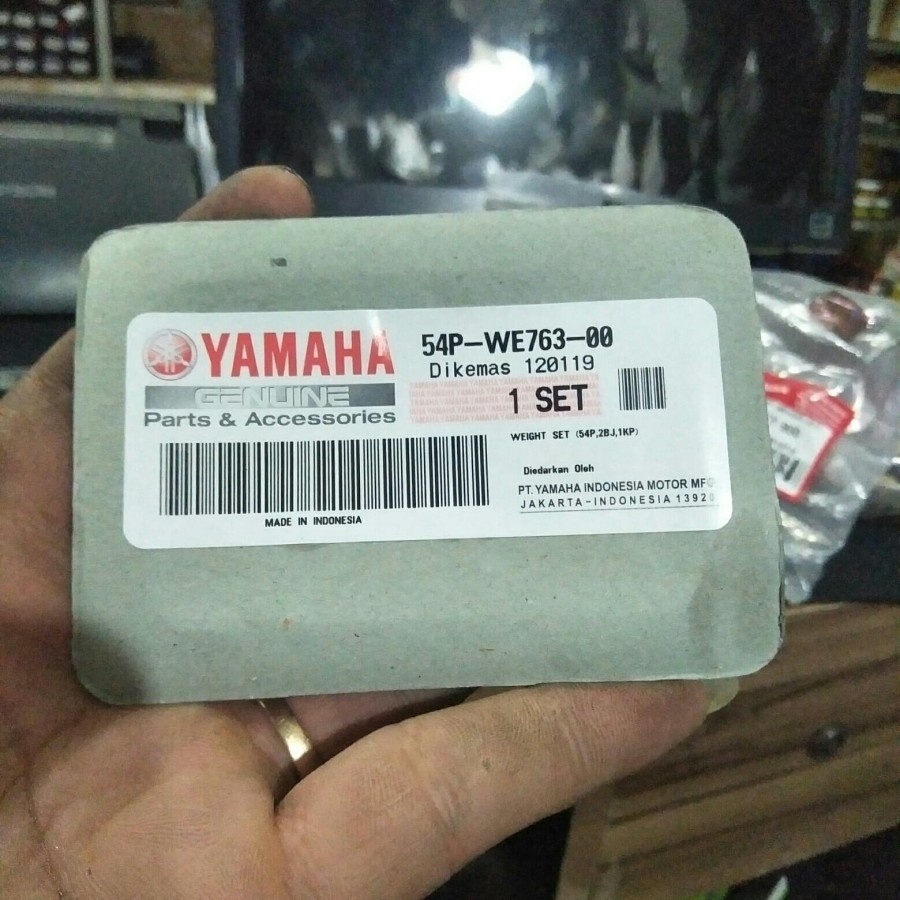 YAMAHA
GENUINE
Parts & Accessories
54P-WE763-00
Dikemas 120119
1 SET
WEIGHT SET (54P,2BJ,1KP)
Diedarkan Oleh
PT. YAMAHA INDONESIA MOTOR MFG
JAKARTA-INDONESIA 13920
MADE IN INDONESIA